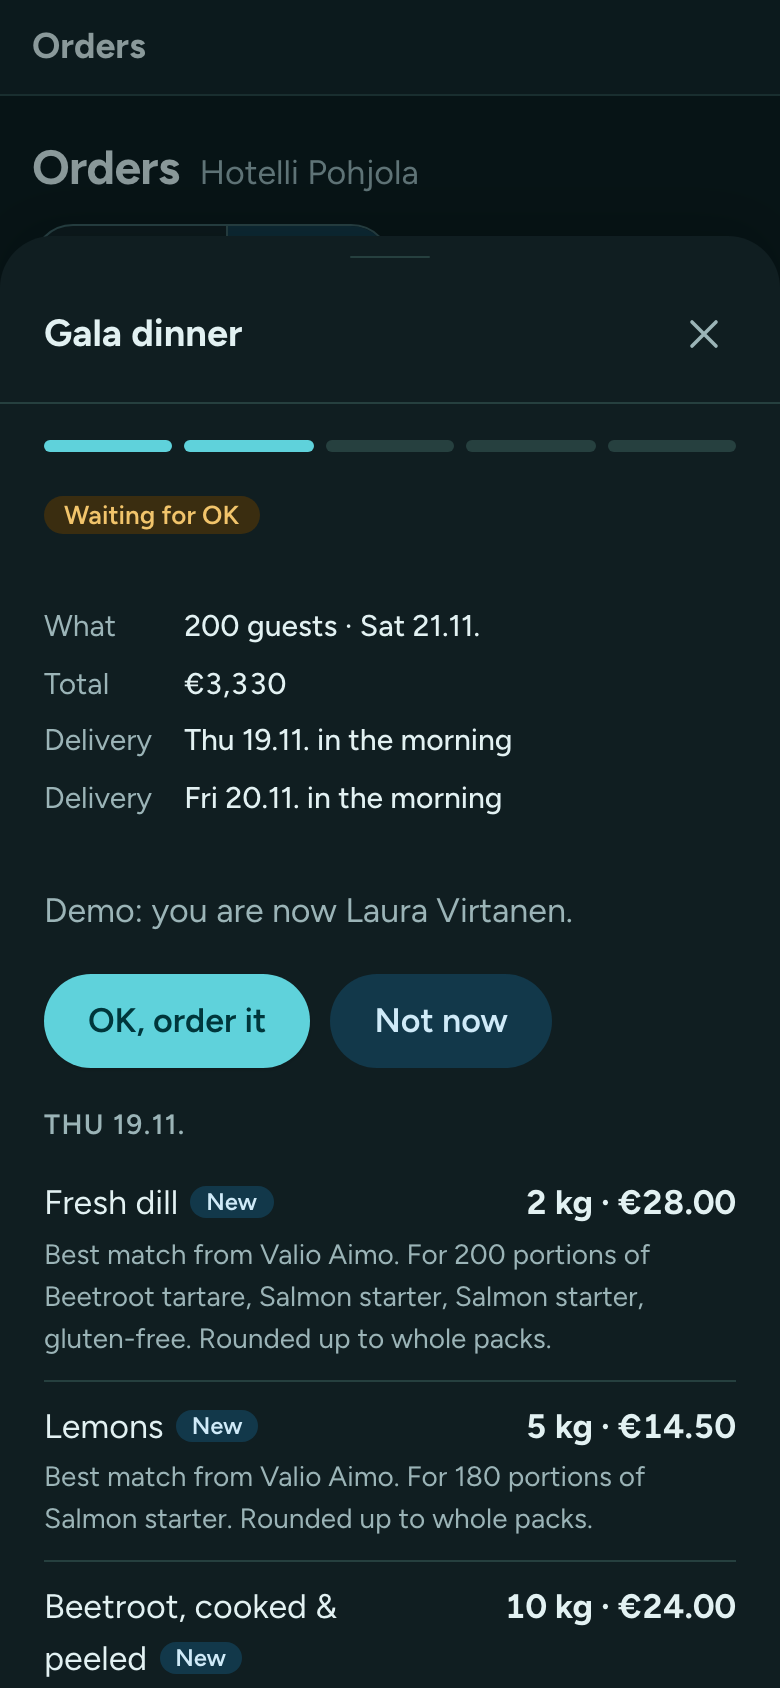 Orders
Orders Hotelli Pohjola
Gala dinner
Waiting for OK
What 200 guests · Sat 21.11.
Total €3,330
Delivery Thu 19.11. in the morning
Delivery Fri 20.11. in the morning
Demo: you are now Laura Virtanen.
OK, order it Not now
THU 19.11.
Fresh dill New 2 kg · €28.00
Best match from Valio Aimo. For 200 portions of
Beetroot tartare, Salmon starter, Salmon starter,
gluten-free. Rounded up to whole packs.
Lemons New 5 kg · €14.50
Best match from Valio Aimo. For 180 portions of
Salmon starter. Rounded up to whole packs.
Beetroot, cooked & 10 kg · €24.00
peeled New